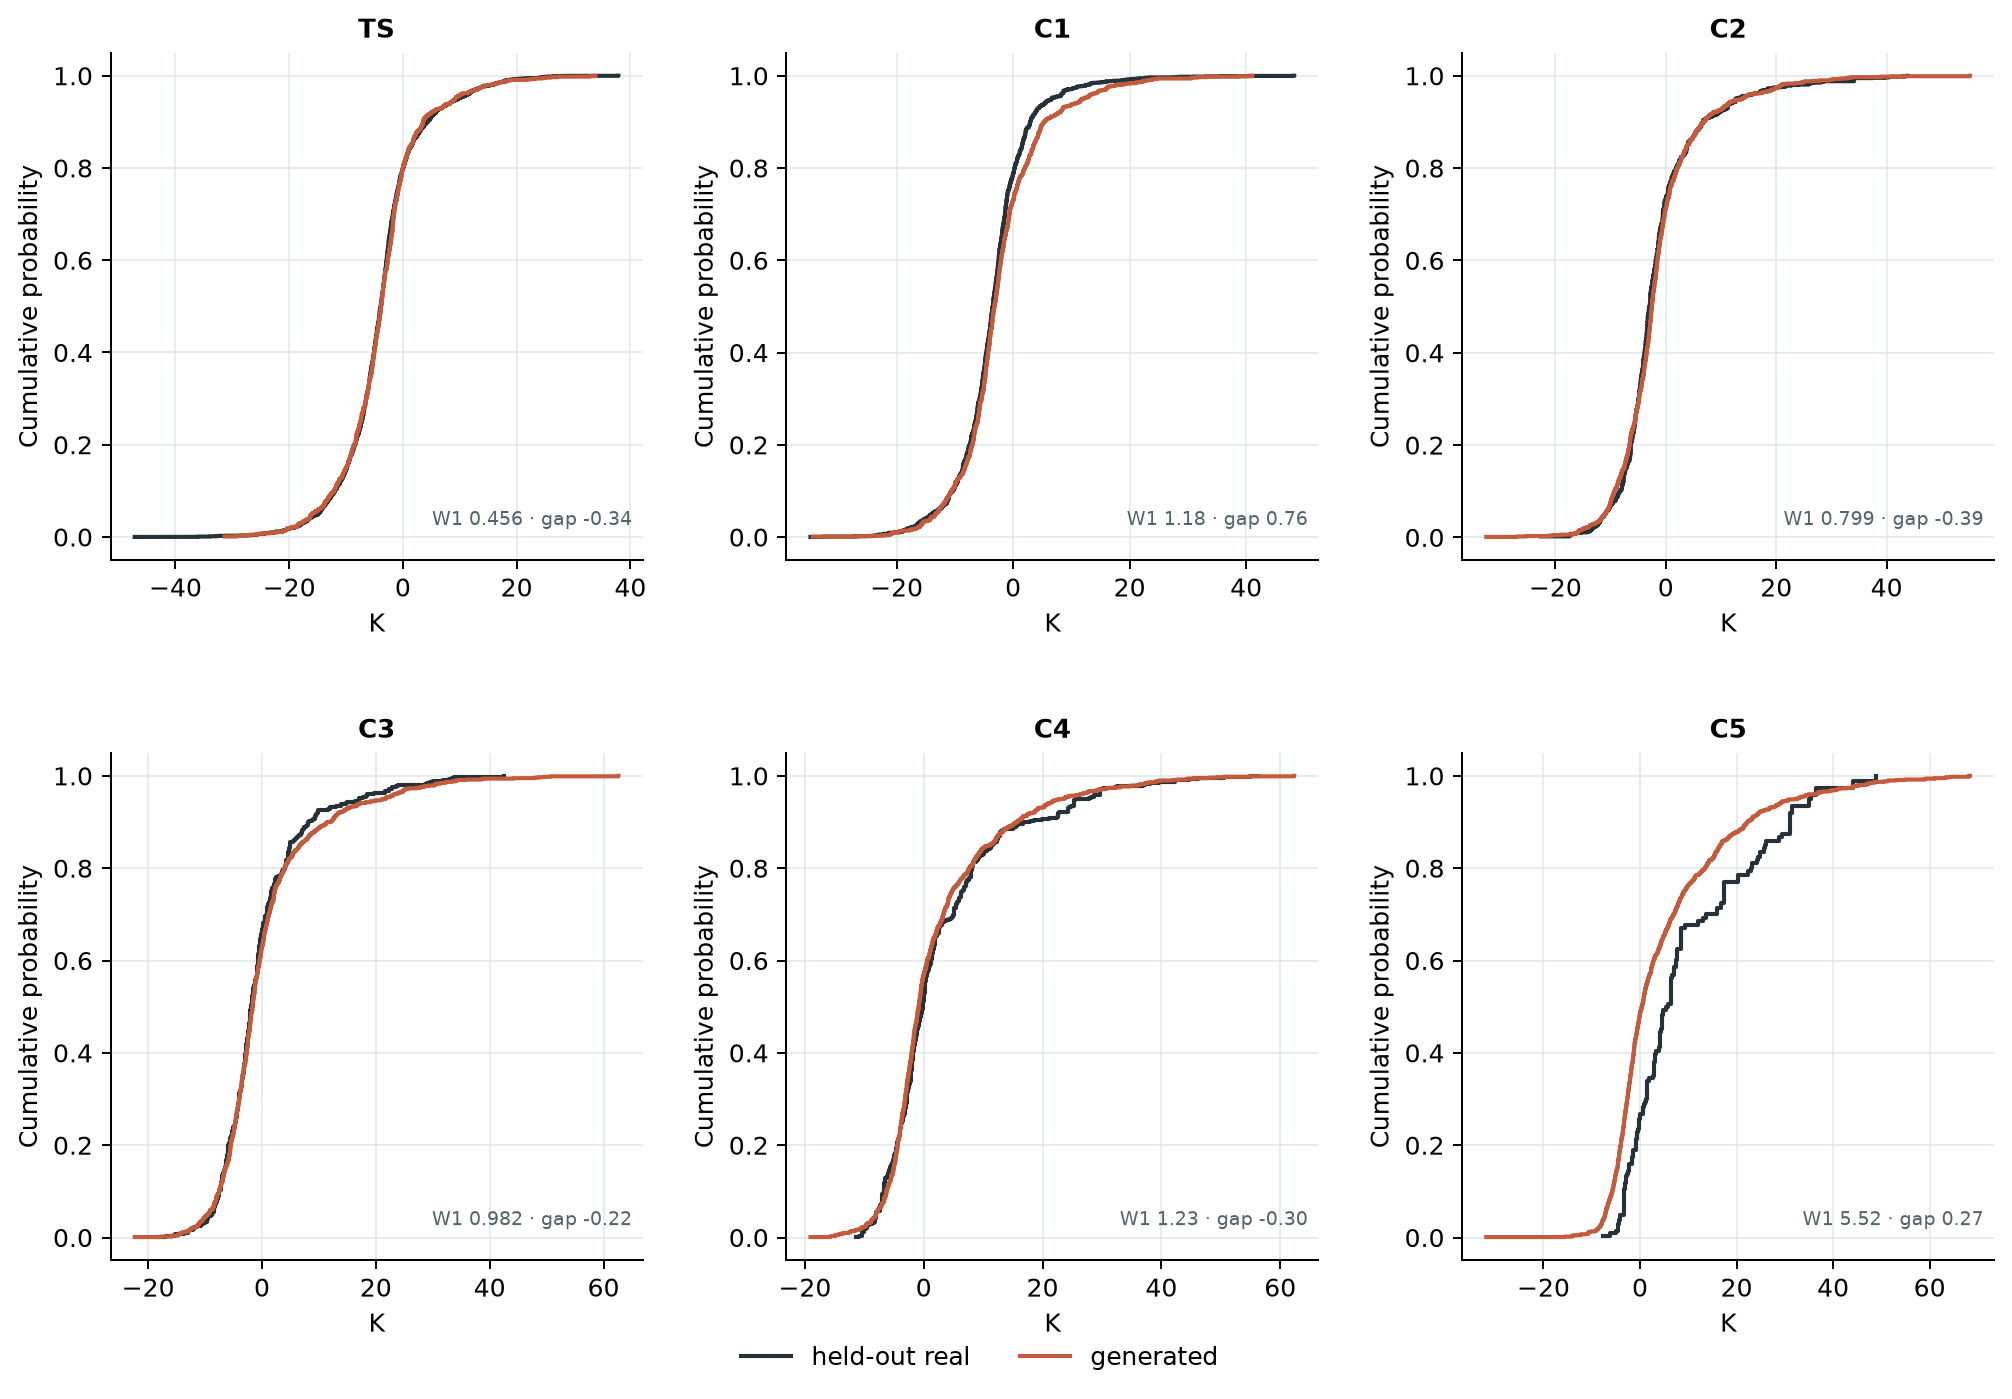 TS
C1
C2
Cumulative probability
1.0
0.8
0.6
0.4
0.2
0.0
W1 0.456 · gap -0.34
−40
−20
0
20
40
K
Cumulative probability
1.0
0.8
0.6
0.4
0.2
0.0
W1 1.18 · gap 0.76
−20
0
20
40
K
Cumulative probability
1.0
0.8
0.6
0.4
0.2
0.0
W1 0.799 · gap -0.39
−20
0
20
40
K
C3
C4
C5
Cumulative probability
1.0
0.8
0.6
0.4
0.2
0.0
W1 0.982 · gap -0.22
−20
0
20
40
60
K
Cumulative probability
1.0
0.8
0.6
0.4
0.2
0.0
W1 1.23 · gap -0.30
−20
0
20
40
60
K
Cumulative probability
1.0
0.8
0.6
0.4
0.2
0.0
W1 5.52 · gap 0.27
−20
0
20
40
60
K
held-out real
generated